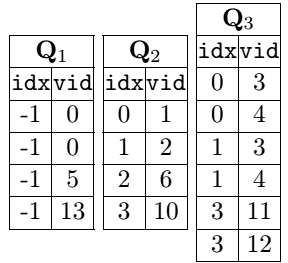 Q1
idx vid
-1 0
-1 0
-1 5
-1 13
Q2
idx vid
0 1
1 2
2 6
3 10
Q3
idx vid
0 3
0 4
1 3
1 4
3 11
3 12